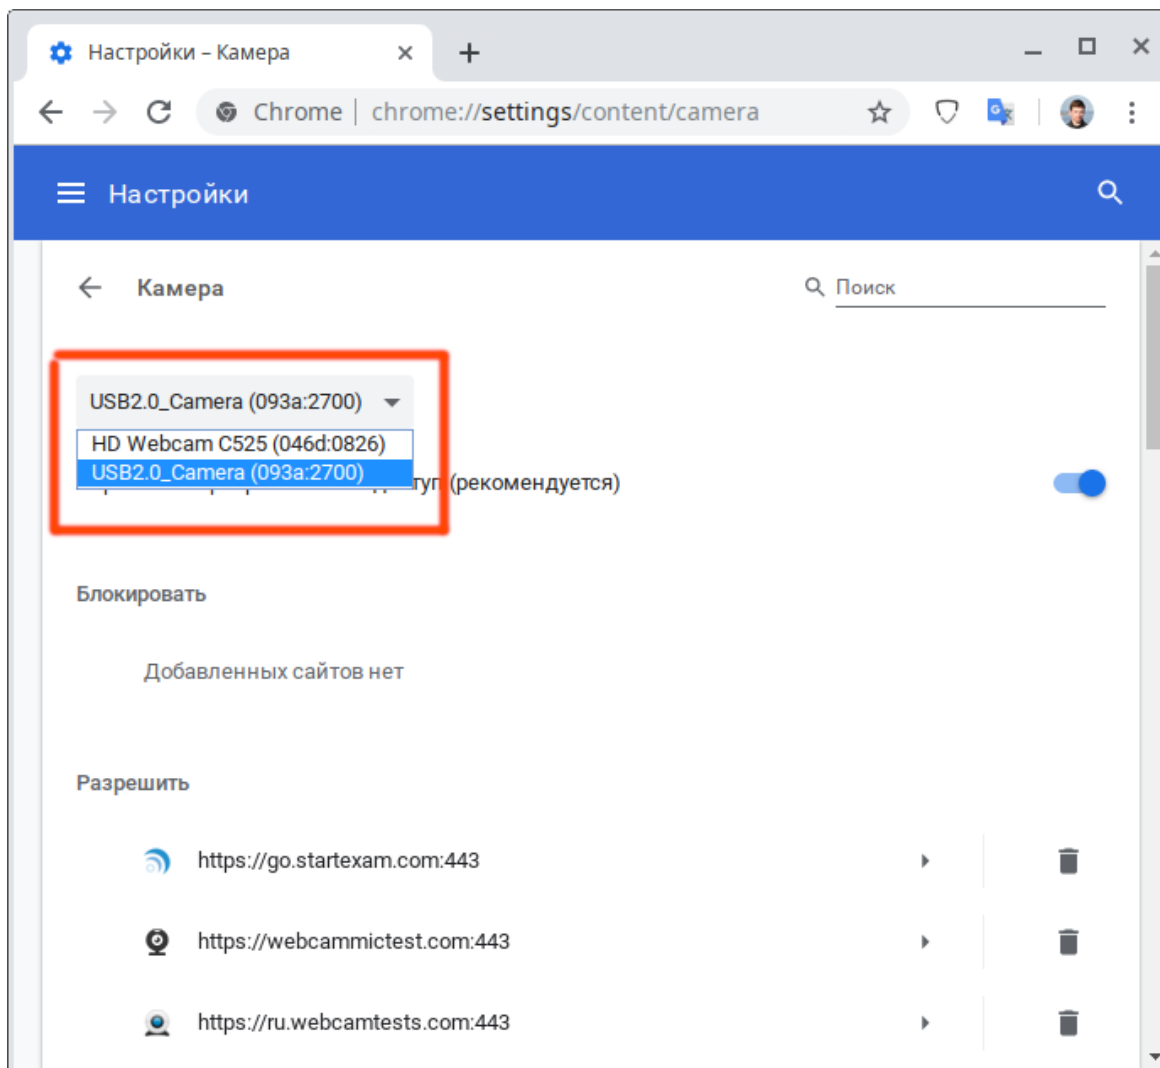 Настройки – Камера
Chrome | chrome://settings/content/camera
Настройки
Камера
Поиск
USB2.0_Camera (093a:2700)
HD Webcam C525 (046d:0826)
USB2.0_Camera (093a:2700)
(рекомендуется)
Блокировать
Добавленных сайтов нет
Разрешить
https://go.startexam.com:443
https://webcammictest.com:443
https://ru.webcamtests.com:443